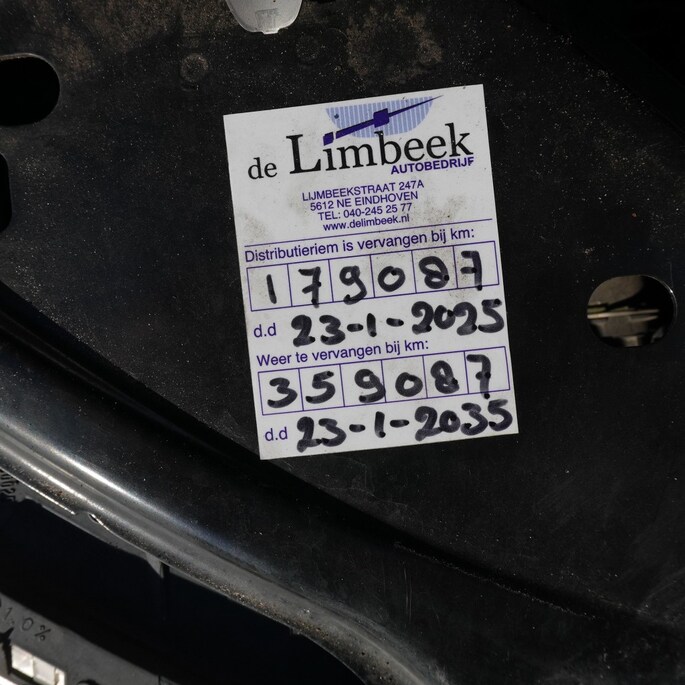 de Limbeek
AUTOBEDRIJF
LIJMBEEKSTRAAT 247A
5612 NE EINDHOVEN
TEL: 040-245 25 77
www.delimbeek.nl
Distributieriem is vervangen bij km:
179087
d.d 23-1-2025
Weer te vervangen bij km:
359087
d.d 23-1-2035